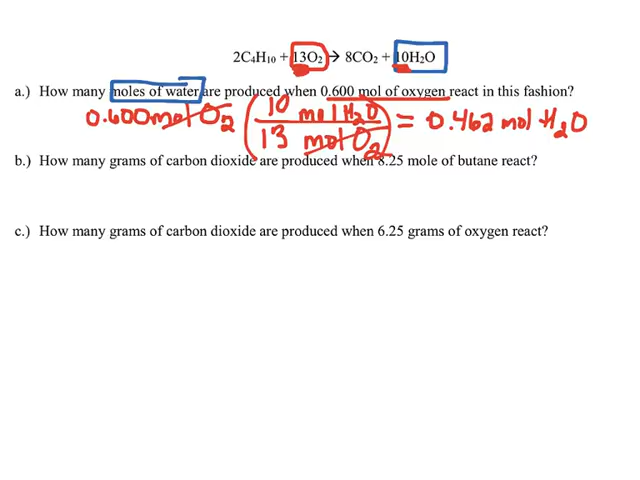 2C₄H₁₀ + 13O₂ → 8CO₂ + 10H₂O
a.) How many moles of water are produced when 0.600 mol of oxygen react in this fashion?
0.600 mol O₂ (10 mol H₂O / 13 mol O₂) = 0.462 mol H₂O
b.) How many grams of carbon dioxide are produced when 8.25 mole of butane react?
c.) How many grams of carbon dioxide are produced when 6.25 grams of oxygen react?